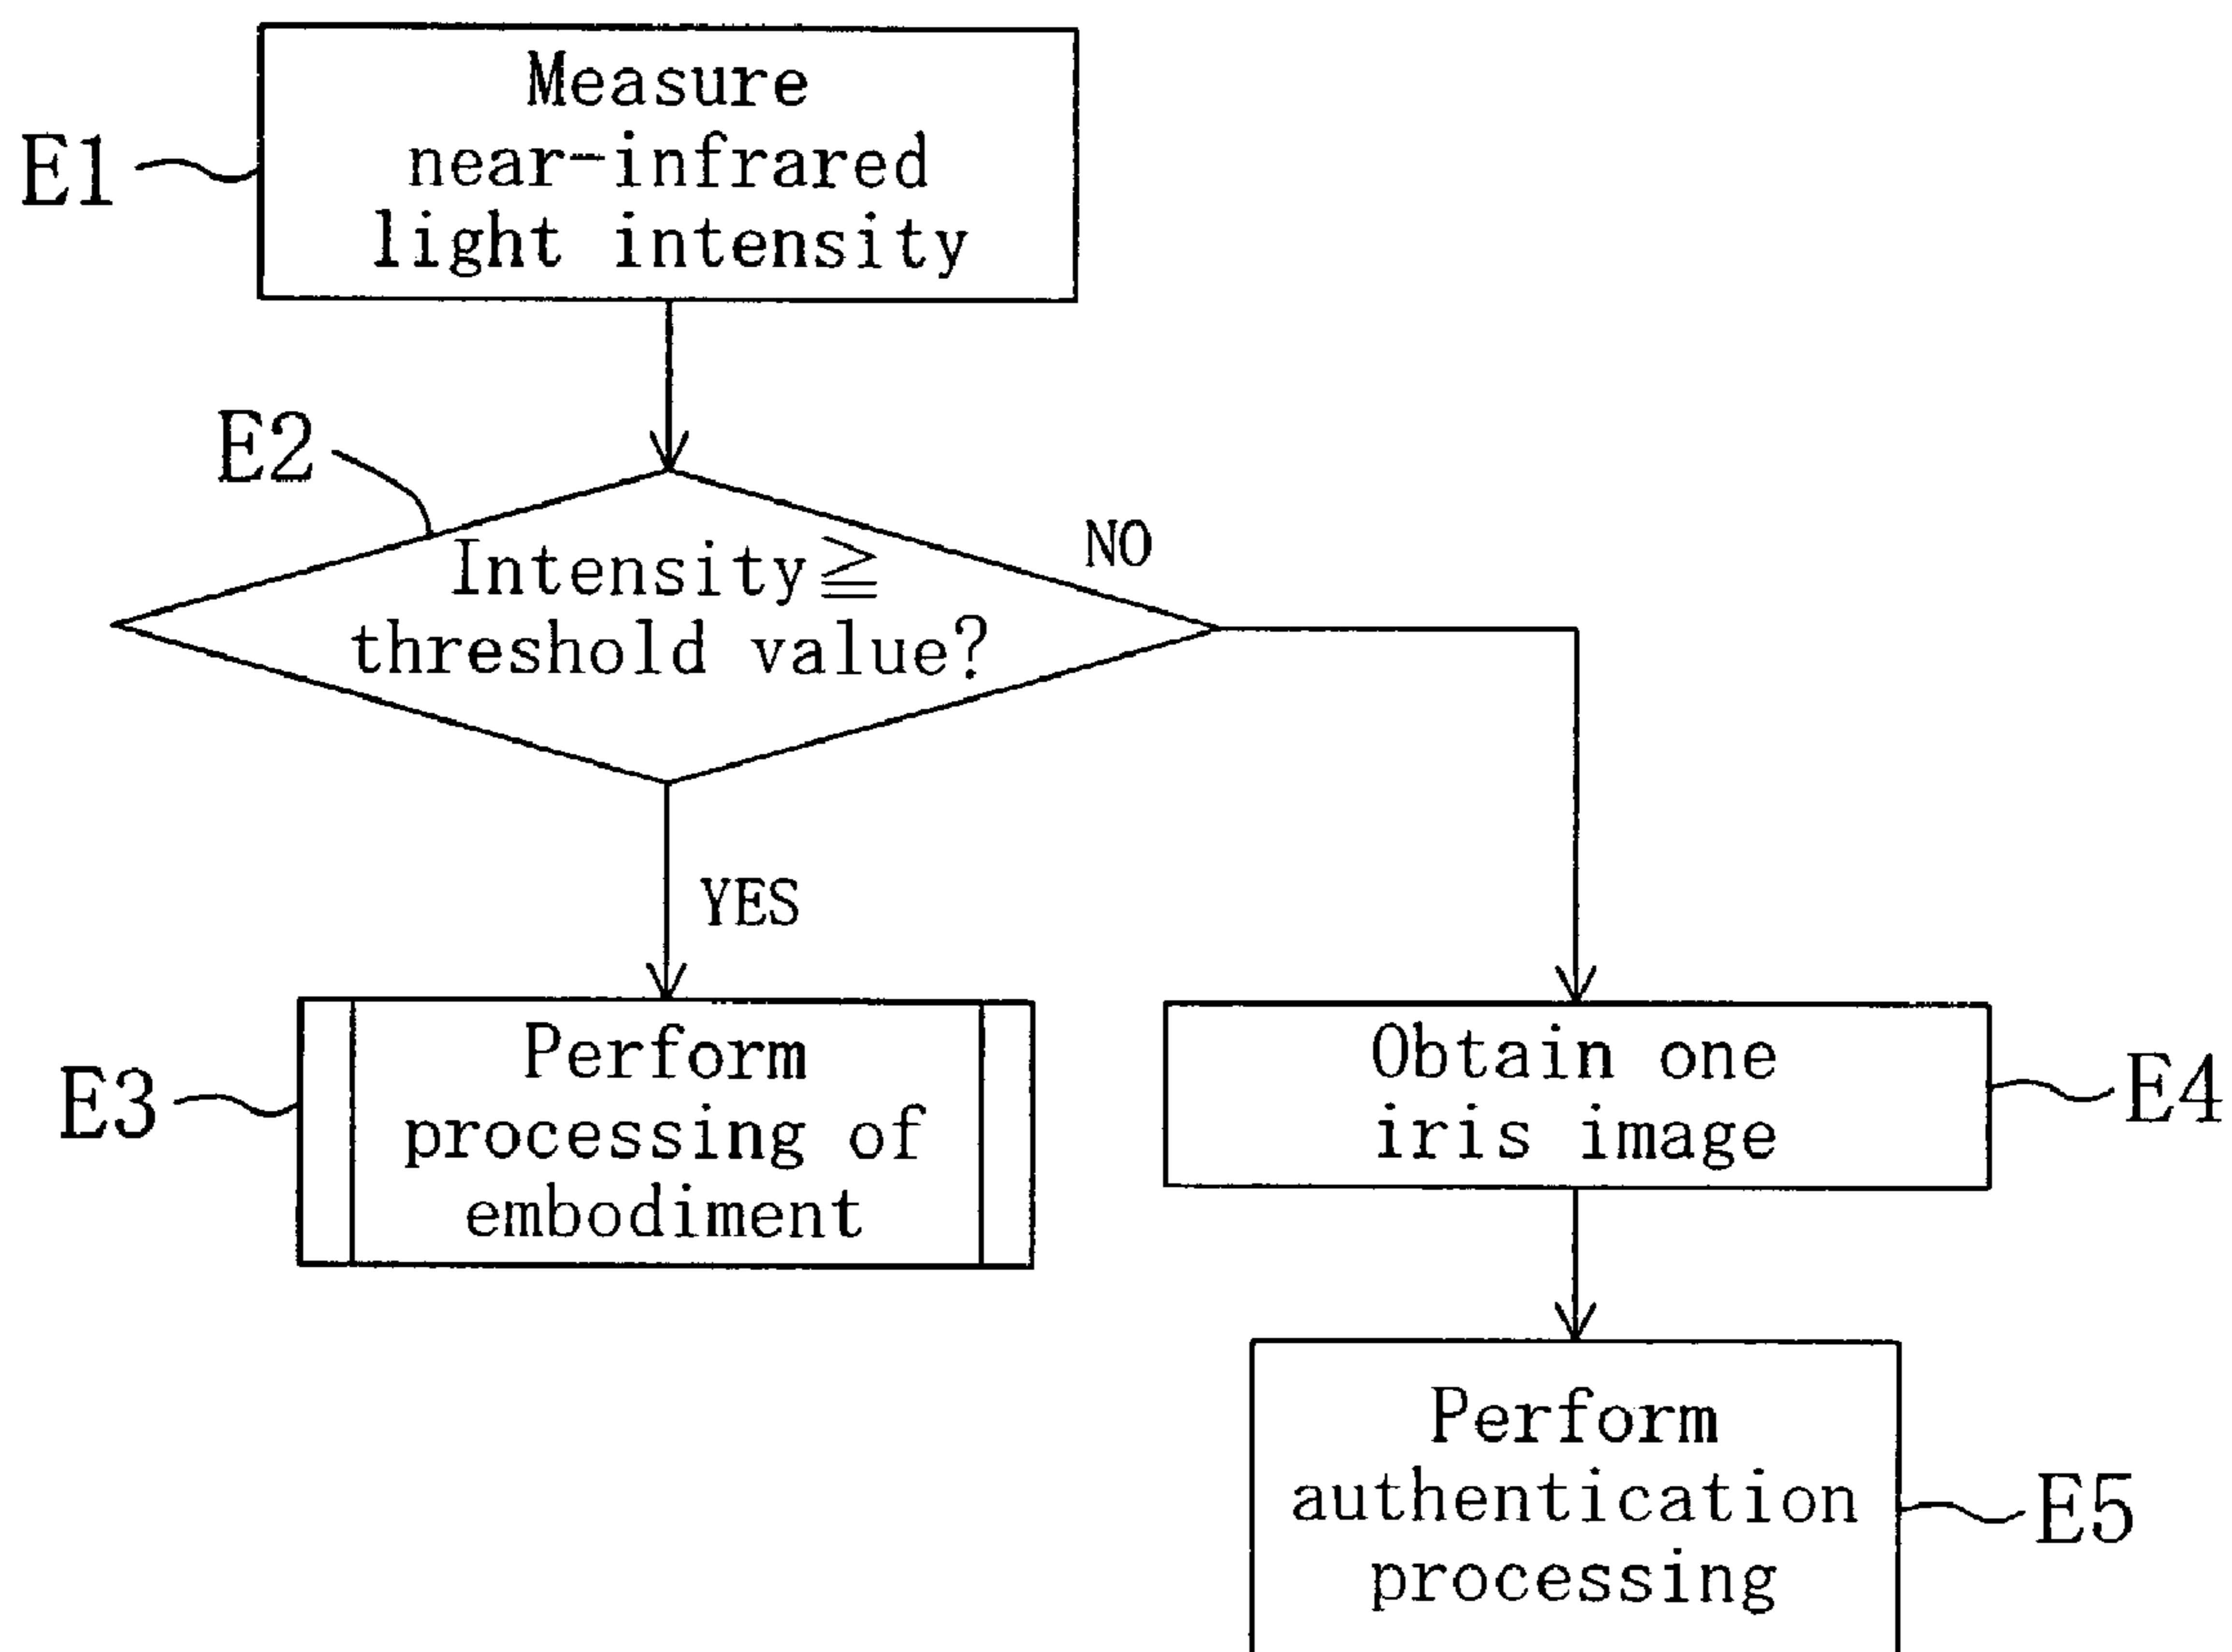 E1
Measure
near-infrared
light intensity
E2
Intensity≧
threshold value?
NO
YES
E3
Perform
processing of
embodiment
Obtain one
iris image
E4
Perform
authentication
processing
E5